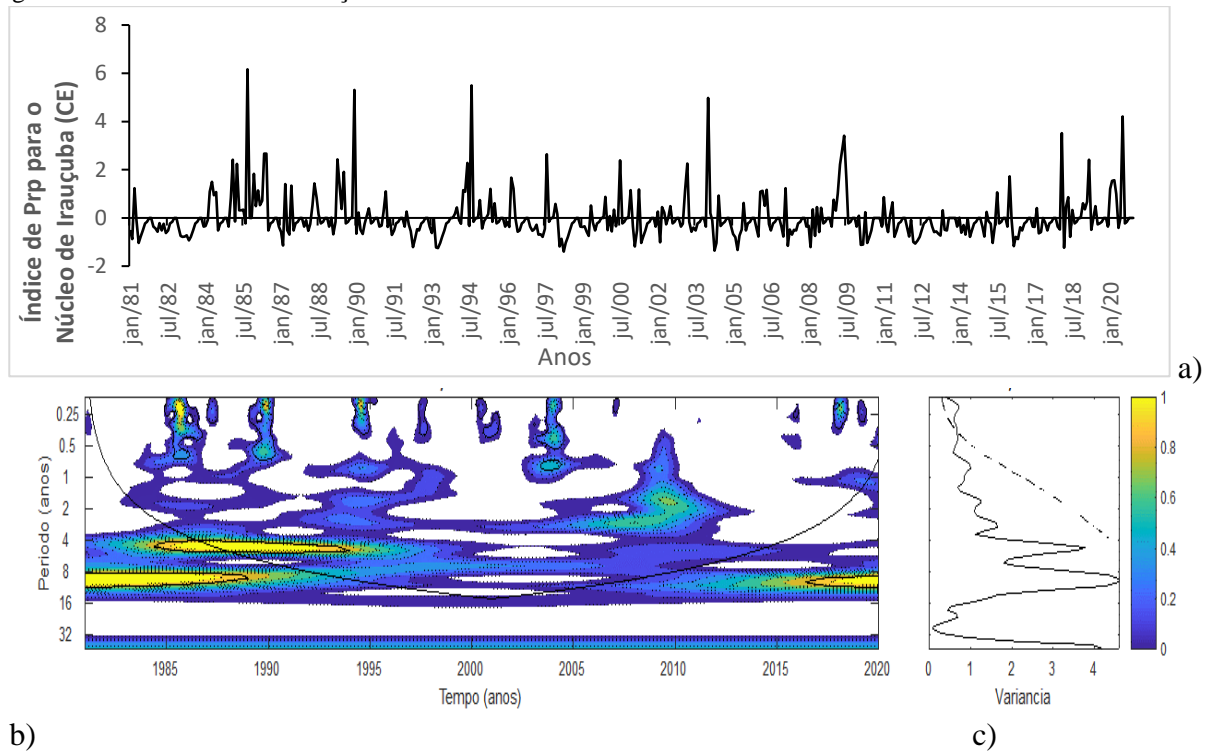 8
6
4
2
0
-2
Índice de Prp para o
Núcleo de Irauçuba (CE)
jan/81
jul/82
jan/84
jul/85
jan/87
jul/88
jan/90
jul/91
jan/93
jul/94
jan/96
jul/97
jan/99
jul/00
jan/02
jul/03
jan/05
jul/06
jan/08
jul/09
jan/11
jul/12
jan/14
jul/15
jan/17
jul/18
jan/20
Anos
a)
Período (anos)
0.25
0.5
1
2
4
8
16
32
1985
1990
1995
2000
2005
2010
2015
2020
Tempo (anos)
0
1
2
3
4
Variancia
1
0.8
0.6
0.4
0.2
0
b)
c)